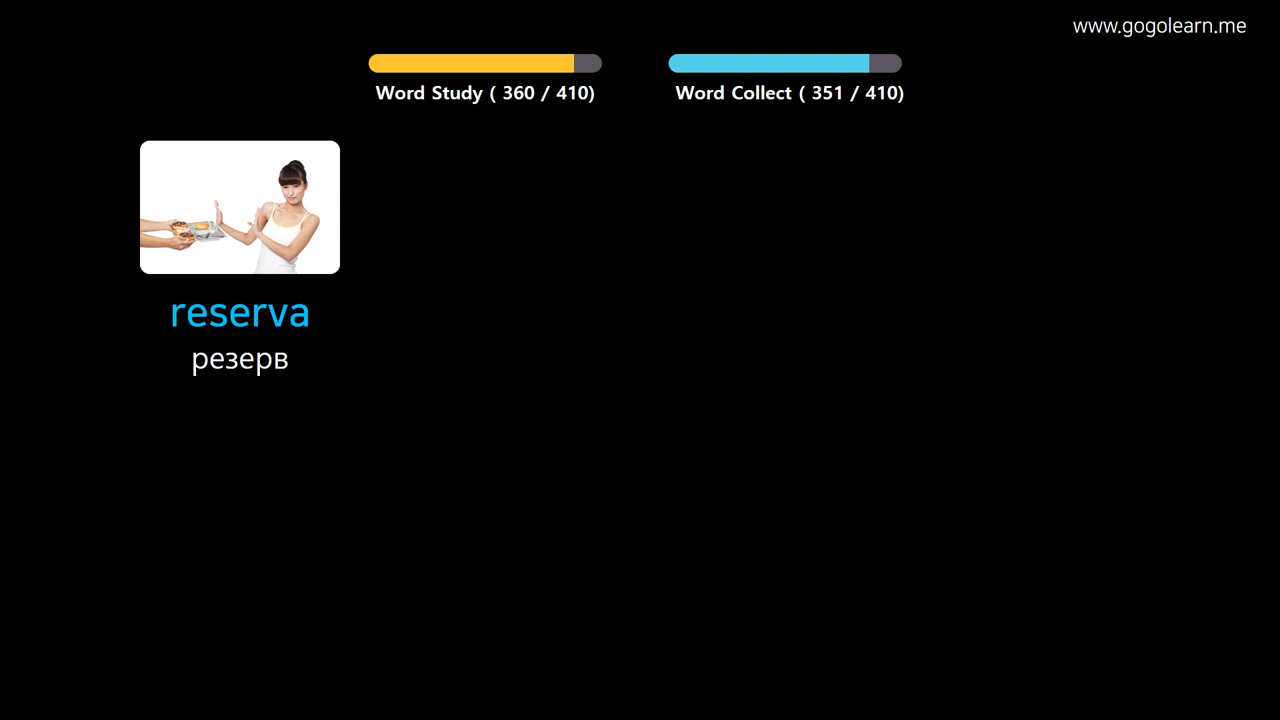 www.gogolearn.me
Word Study ( 360 / 410)
Word Collect ( 351 / 410)
reserva
резерв